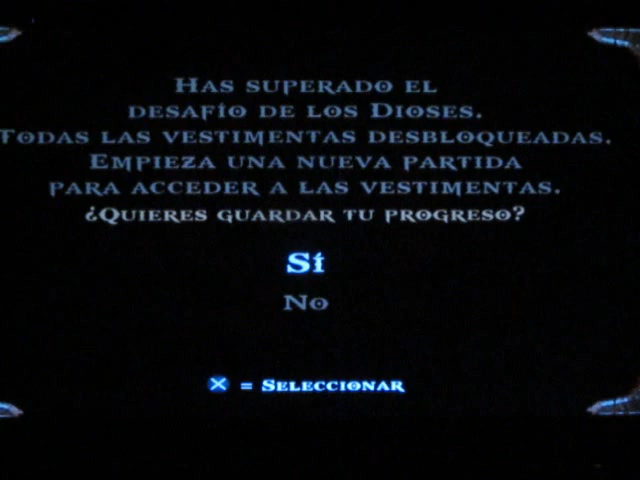 Has superado el
desafío de los Dioses.
Todas las vestimentas desbloqueadas.
Empieza una nueva partida
para acceder a las vestimentas.
¿Quieres guardar tu progreso?
Sí
No
= Seleccionar